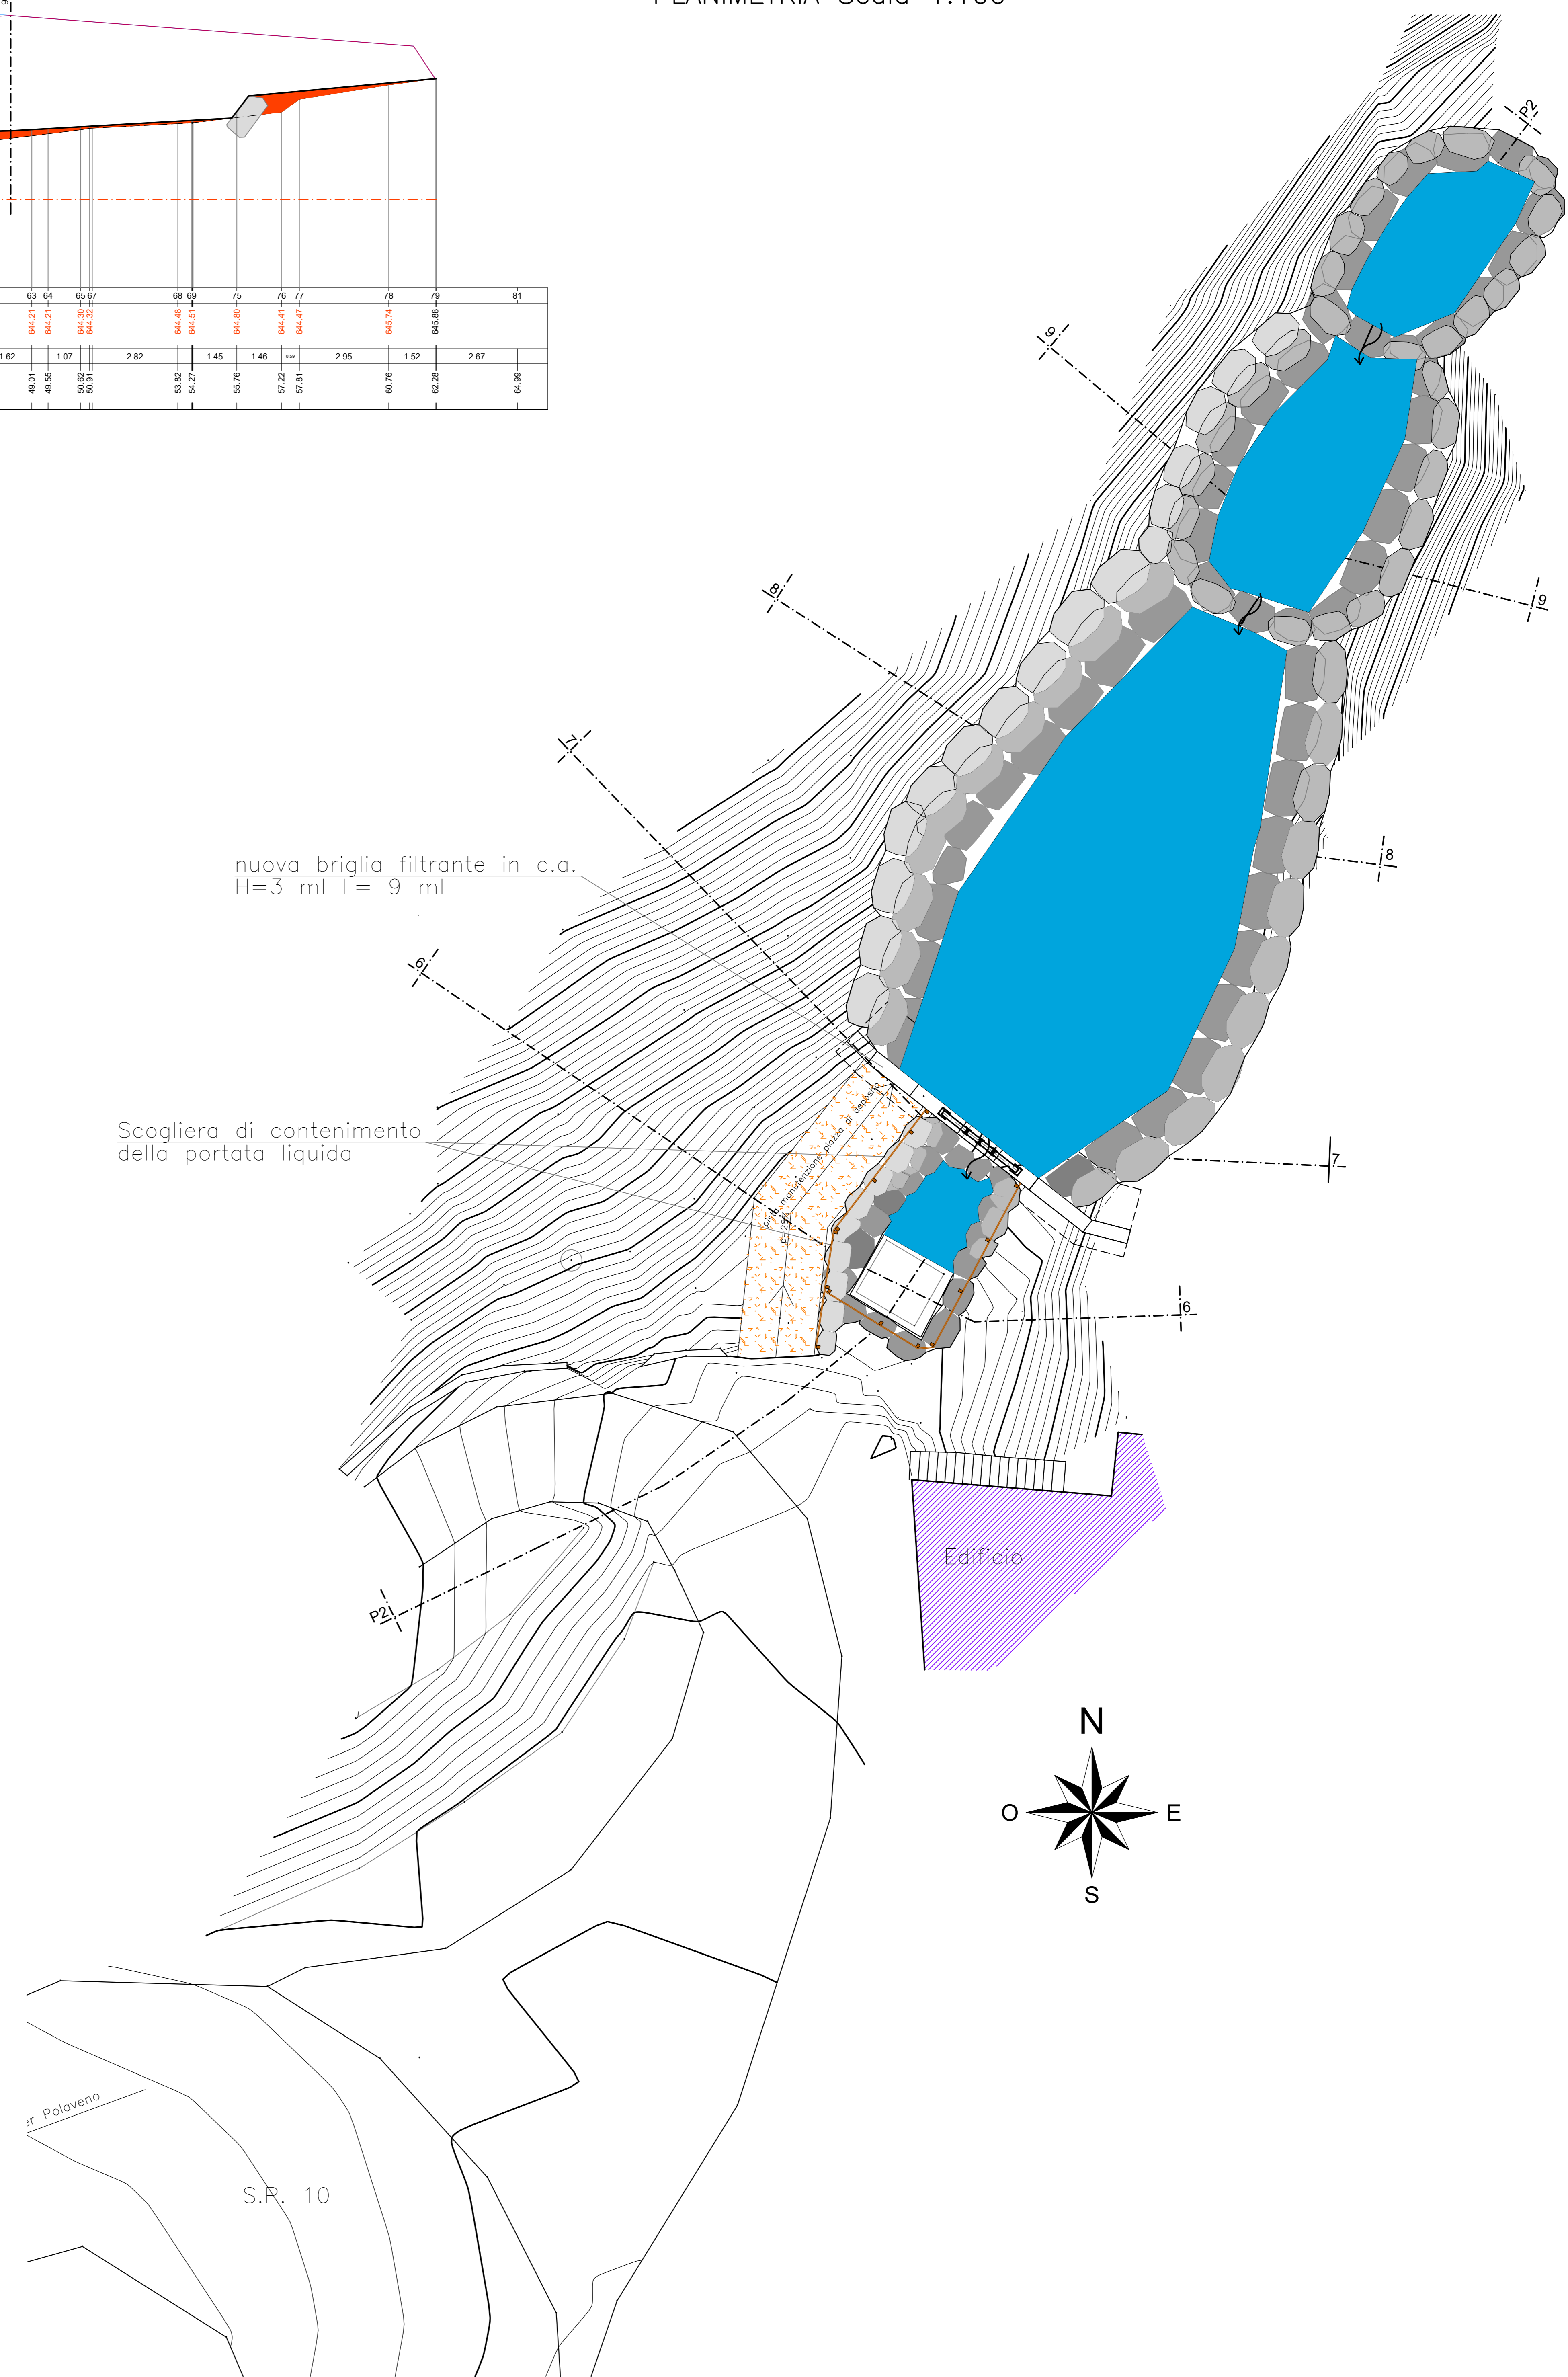 PLANIMETRIA Scala 1:100
9
63 64 65 67 68 69 75 76 77 78 79 81
644.21 644.21 644.30 644.32 644.48 644.51 644.80 644.41 644.47 645.74 645.88
1.62 1.07 2.82 1.45 1.46 0.59 2.95 1.52 2.67
49.01 49.55 50.62 50.91 53.82 54.27 55.76 57.22 57.81 60.76 62.28 64.99
P2
9
9
8
7
nuova briglia filtrante in c.a.
H=3 ml L= 9 ml
8
6
Scogliera di contenimento
della portata liquida
pista manutenzione piazza di deposito
7
6
Edificio
P2
N
O E
S
er Polaveno
S.P. 10